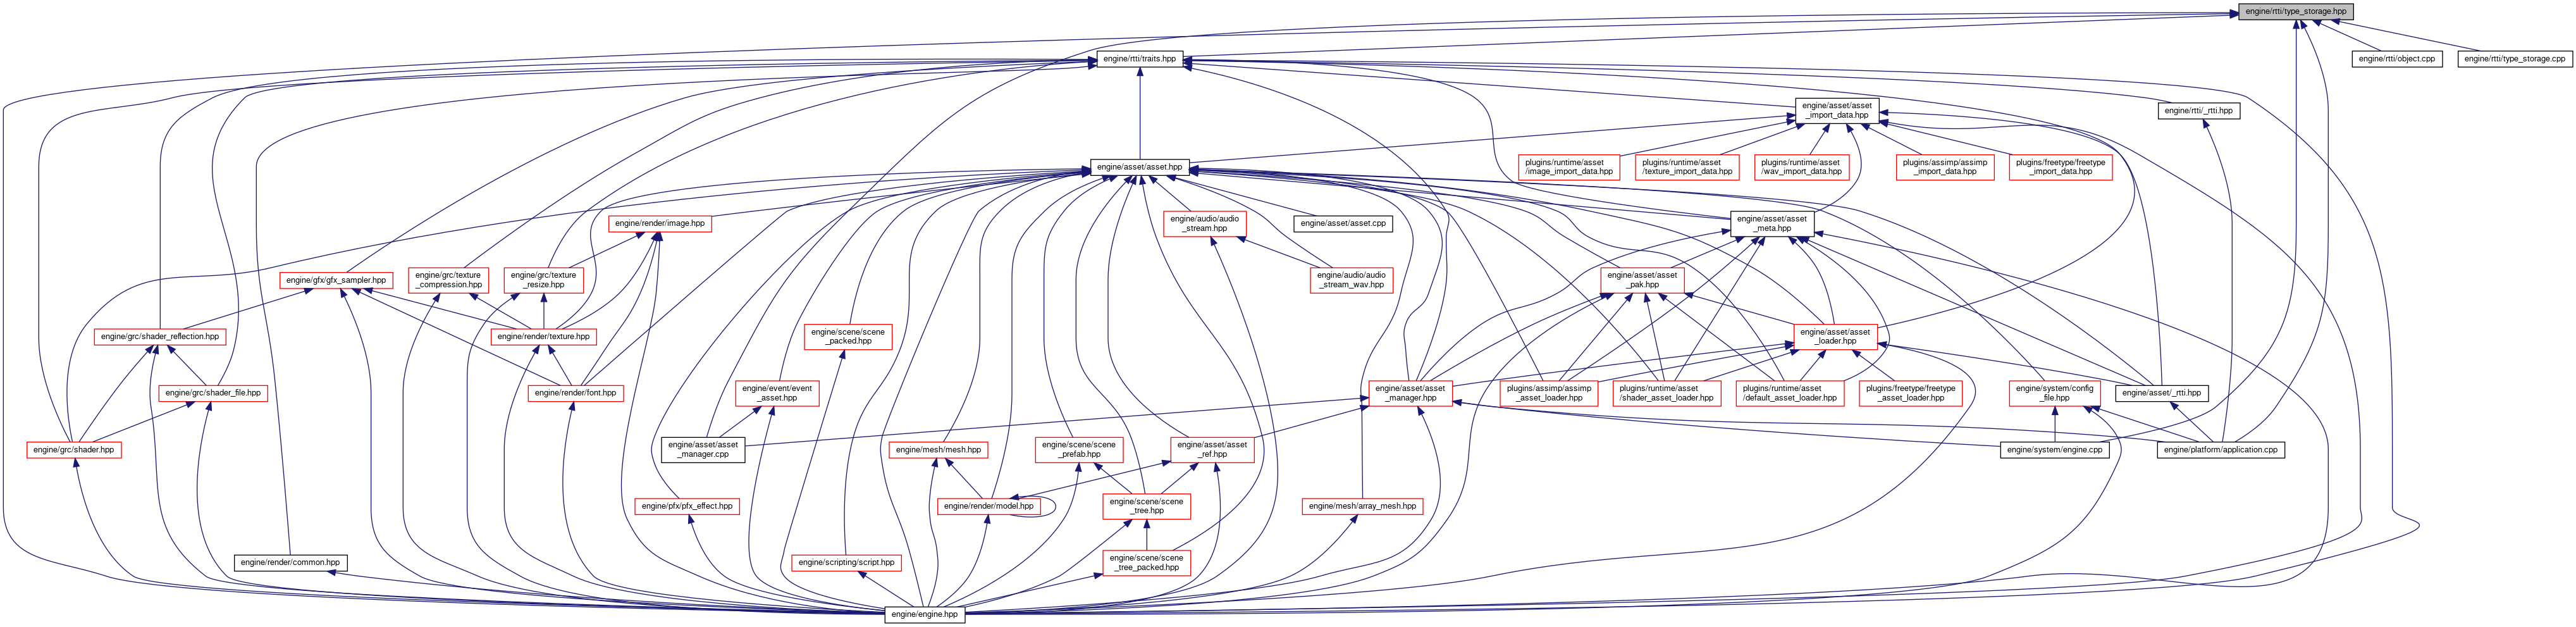 engine/rtti/type_storage.hpp
engine/rtti/traits.hpp
engine/rtti/object.cpp
engine/rtti/type_storage.cpp
engine/asset/asset
_import_data.hpp
engine/rtti/_rtti.hpp
engine/asset/asset.hpp
plugins/runtime/asset
/image_import_data.hpp
plugins/runtime/asset
/texture_import_data.hpp
plugins/runtime/asset
/wav_import_data.hpp
plugins/assimp/assimp
_import_data.hpp
plugins/freetype/freetype
_import_data.hpp
engine/render/image.hpp
engine/audio/audio
_stream.hpp
engine/asset/asset.cpp
engine/asset/asset
_meta.hpp
engine/gfx/gfx_sampler.hpp
engine/grc/texture
_compression.hpp
engine/grc/texture
_resize.hpp
engine/audio/audio
_stream_wav.hpp
engine/asset/asset
_pak.hpp
engine/grc/shader_reflection.hpp
engine/render/texture.hpp
engine/scene/scene
_packed.hpp
engine/asset/asset
_loader.hpp
engine/grc/shader_file.hpp
engine/render/font.hpp
engine/event/event
_asset.hpp
engine/asset/asset
_manager.hpp
plugins/assimp/assimp
_asset_loader.hpp
plugins/runtime/asset
/shader_asset_loader.hpp
plugins/runtime/asset
/default_asset_loader.hpp
plugins/freetype/freetype
_asset_loader.hpp
engine/system/config
_file.hpp
engine/asset/_rtti.hpp
engine/grc/shader.hpp
engine/asset/asset
_manager.cpp
engine/mesh/mesh.hpp
engine/scene/scene
_prefab.hpp
engine/asset/asset
_ref.hpp
engine/system/engine.cpp
engine/platform/application.cpp
engine/pfx/pfx_effect.hpp
engine/render/model.hpp
engine/scene/scene
_tree.hpp
engine/mesh/array_mesh.hpp
engine/render/common.hpp
engine/scripting/script.hpp
engine/scene/scene
_tree_packed.hpp
engine/engine.hpp